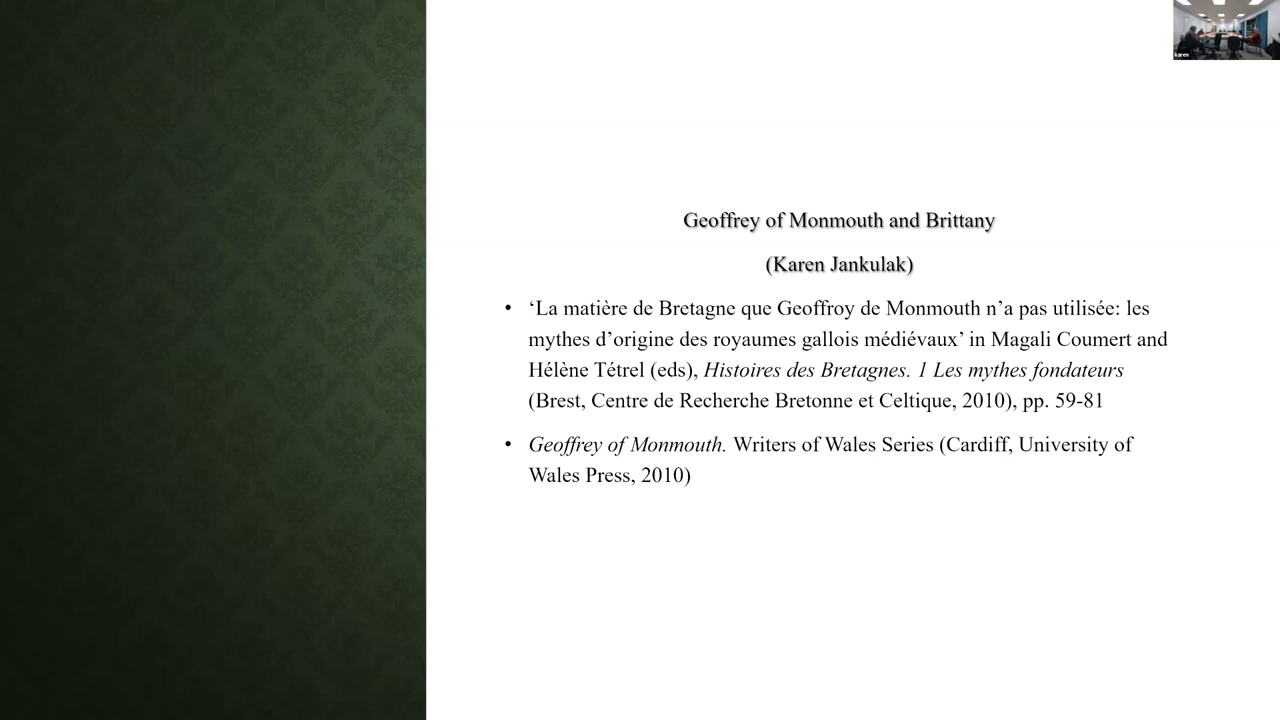 karen
Geoffrey of Monmouth and Brittany
(Karen Jankulak)
• ‘La matière de Bretagne que Geoffroy de Monmouth n’a pas utilisée: les
mythes d’origine des royaumes gallois médiévaux’ in Magali Coumert and
Hélène Tétrel (eds), Histoires des Bretagnes. 1 Les mythes fondateurs
(Brest, Centre de Recherche Bretonne et Celtique, 2010), pp. 59-81
• Geoffrey of Monmouth. Writers of Wales Series (Cardiff, University of
Wales Press, 2010)